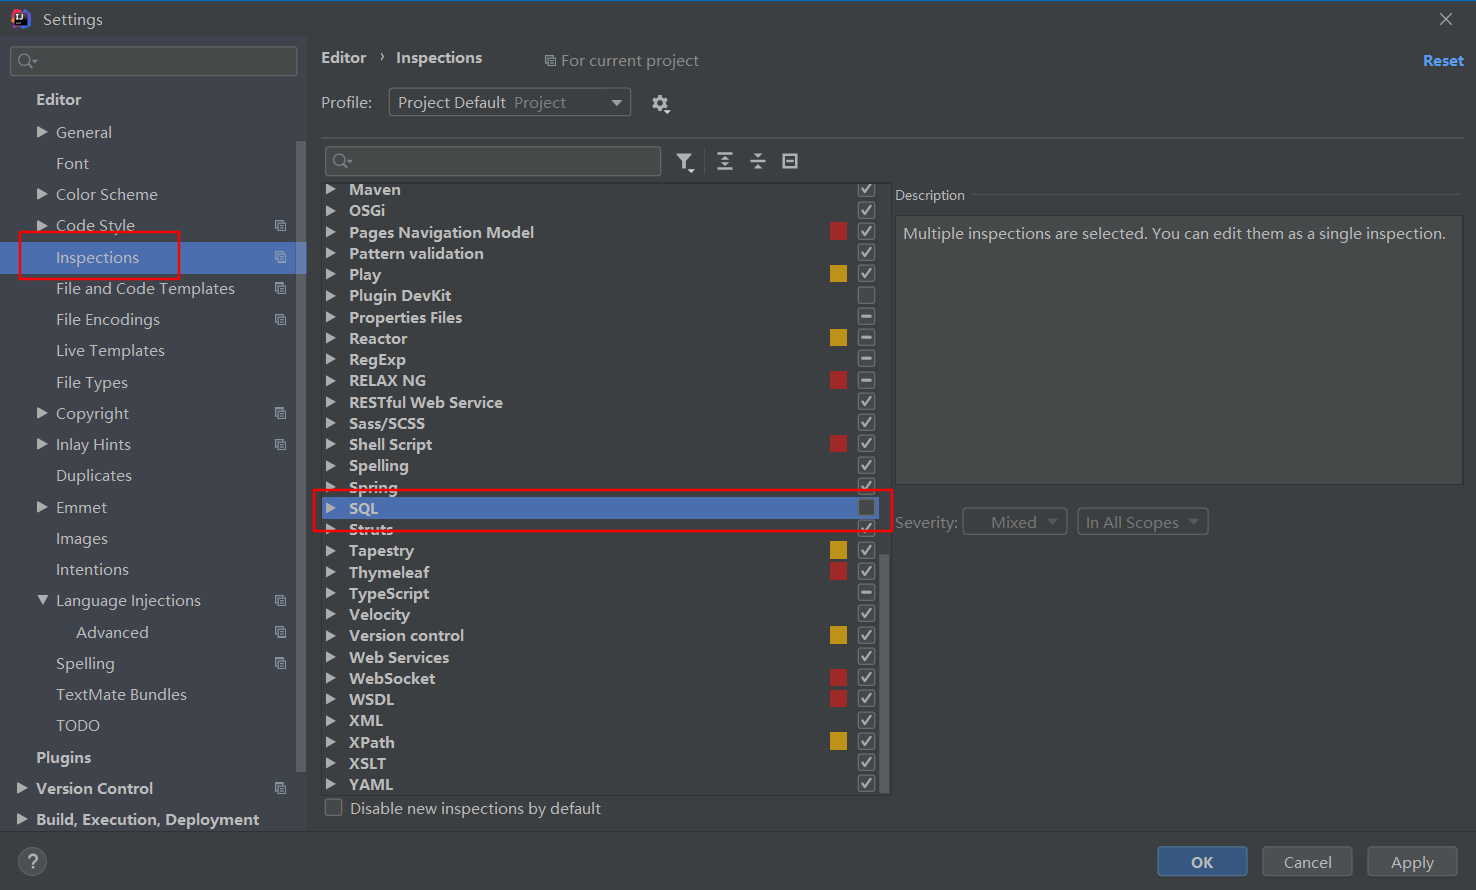 Settings
Editor › Inspections
For current project
Reset
Profile:
Project Default Project
Editor
General
Font
Color Scheme
Code Style
Inspections
File and Code Templates
File Encodings
Live Templates
File Types
Copyright
Inlay Hints
Duplicates
Emmet
Images
Intentions
Language Injections
Advanced
Spelling
TextMate Bundles
TODO
Plugins
Version Control
Build, Execution, Deployment
Maven
OSGi
Pages Navigation Model
Pattern validation
Play
Plugin DevKit
Properties Files
Reactor
RegExp
RELAX NG
RESTful Web Service
Sass/SCSS
Shell Script
Spelling
Spring
SQL
Struts
Tapestry
Thymeleaf
TypeScript
Velocity
Version control
Web Services
WebSocket
WSDL
XML
XPath
XSLT
YAML
Disable new inspections by default
Description
Multiple inspections are selected. You can edit them as a single inspection.
Severity:
Mixed
In All Scopes
?
OK
Cancel
Apply